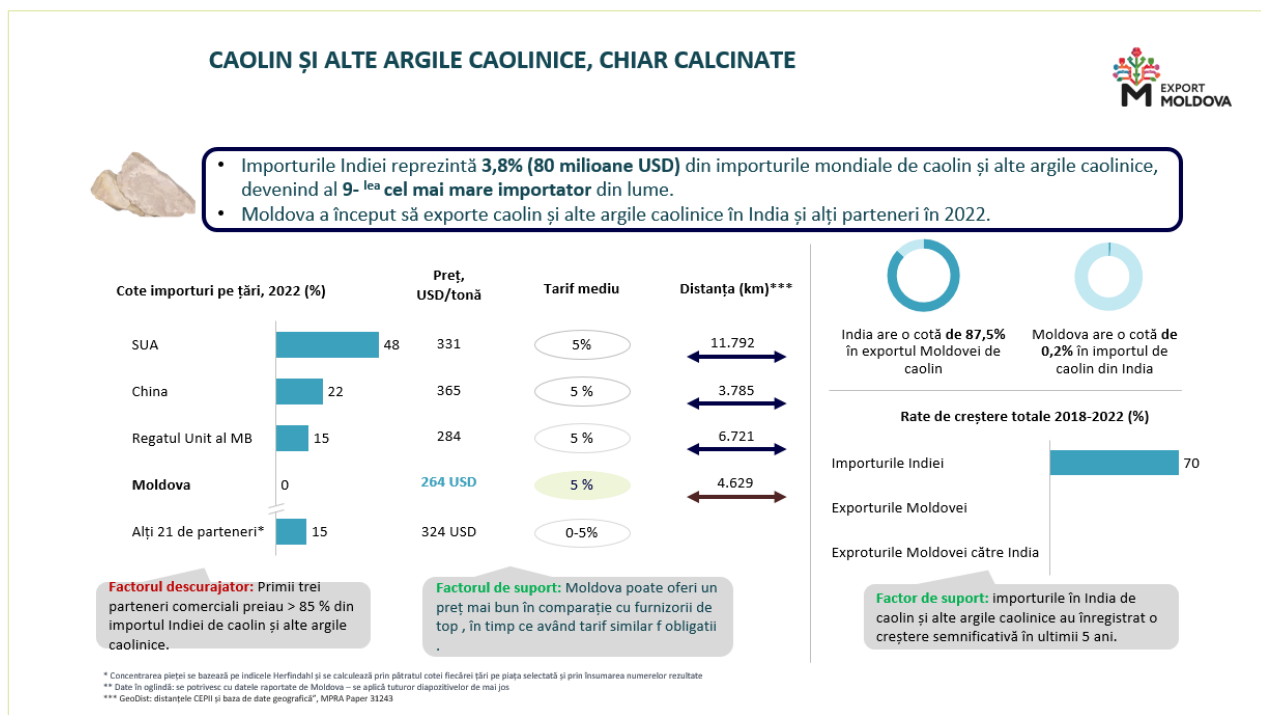 CAOLIN ȘI ALTE ARGILE CAOLINICE, CHIAR CALCINATE
EXPORT
MOLDOVA
• Importurile Indiei reprezintă 3,8% (80 milioane USD) din importurile mondiale de caolin și alte argile caolinice,
devenind al 9- lea cel mai mare importator din lume.
• Moldova a început să exporte caolin și alte argile caolinice în India și alți parteneri în 2022.
Cote importuri pe țări, 2022 (%)
Preț,
USD/tonă
Tarif mediu
Distanța (km)***
SUA 48 331 5% 11.792
China 22 365 5 % 3.785
Regatul Unit al MB 15 284 5 % 6.721
Moldova 0 264 USD 5 % 4.629
Alți 21 de parteneri* 15 324 USD 0-5%
Factorul descurajator: Primii trei
parteneri comerciali preiau > 85 % din
importul Indiei de caolin și alte argile
caolinice.
Factorul de suport: Moldova poate oferi un
preț mai bun în comparație cu furnizorii de
top , în timp ce având tarif similar f obligatii
.
India are o cotă de 87,5%
în exportul Moldovei de
caolin
Moldova are o cotă de
0,2% în importul de
caolin din India
Rate de creștere totale 2018-2022 (%)
Importurile Indiei 70
Exporturile Moldovei
Exproturile Moldovei către India
Factor de suport: importurile în India de
caolin și alte argile caolinice au înregistrat o
creștere semnificativă în ultimii 5 ani.
* Concentrarea pieței se bazează pe indicele Herfindahl și se calculează prin pătratul cotei fiecărei țări pe piața selectată și prin însumarea numerelor rezultate
** Date în oglindă: se potrivesc cu datele raportate de Moldova – se aplică tuturor diapozitivelor de mai jos
*** GeoDist: distanțele CEPII și baza de date geografică”, MPRA Paper 31243